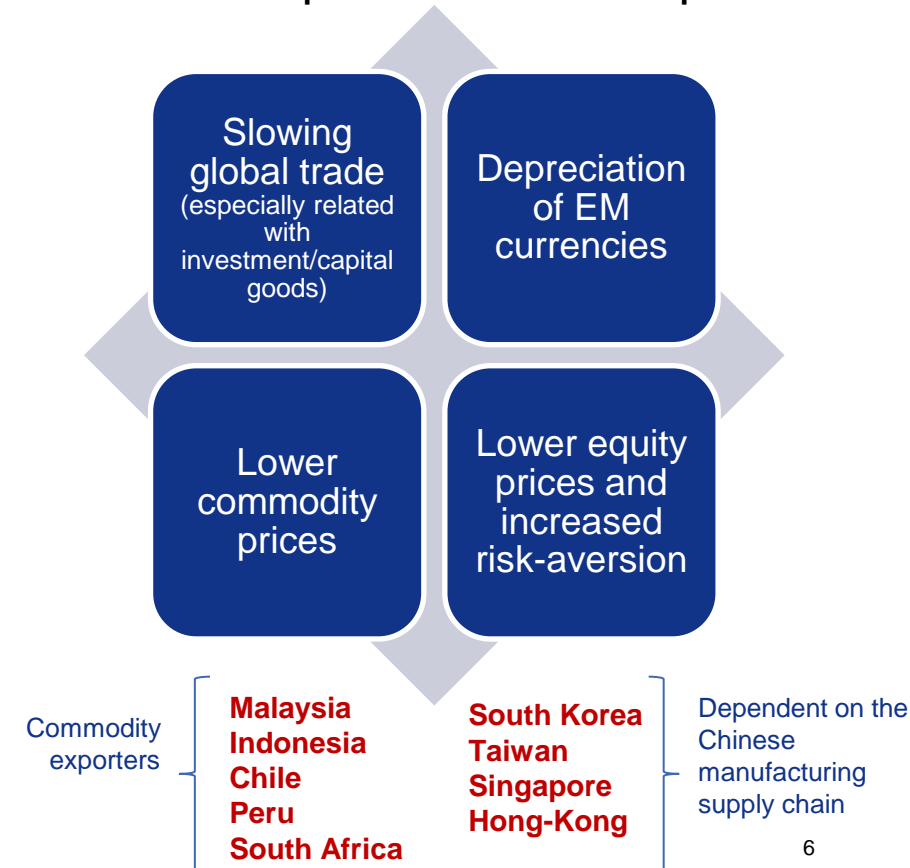 Slowing
global trade
(especially related
with
investment/capital
goods)
Depreciation
of EM
currencies
Lower
commodity
prices
Lower equity
prices and
increased
risk-aversion
Commodity
exporters
Malaysia
Indonesia
Chile
Peru
South Africa
South Korea
Taiwan
Singapore
Hong-Kong
Dependent on the
Chinese
manufacturing
supply chain
6